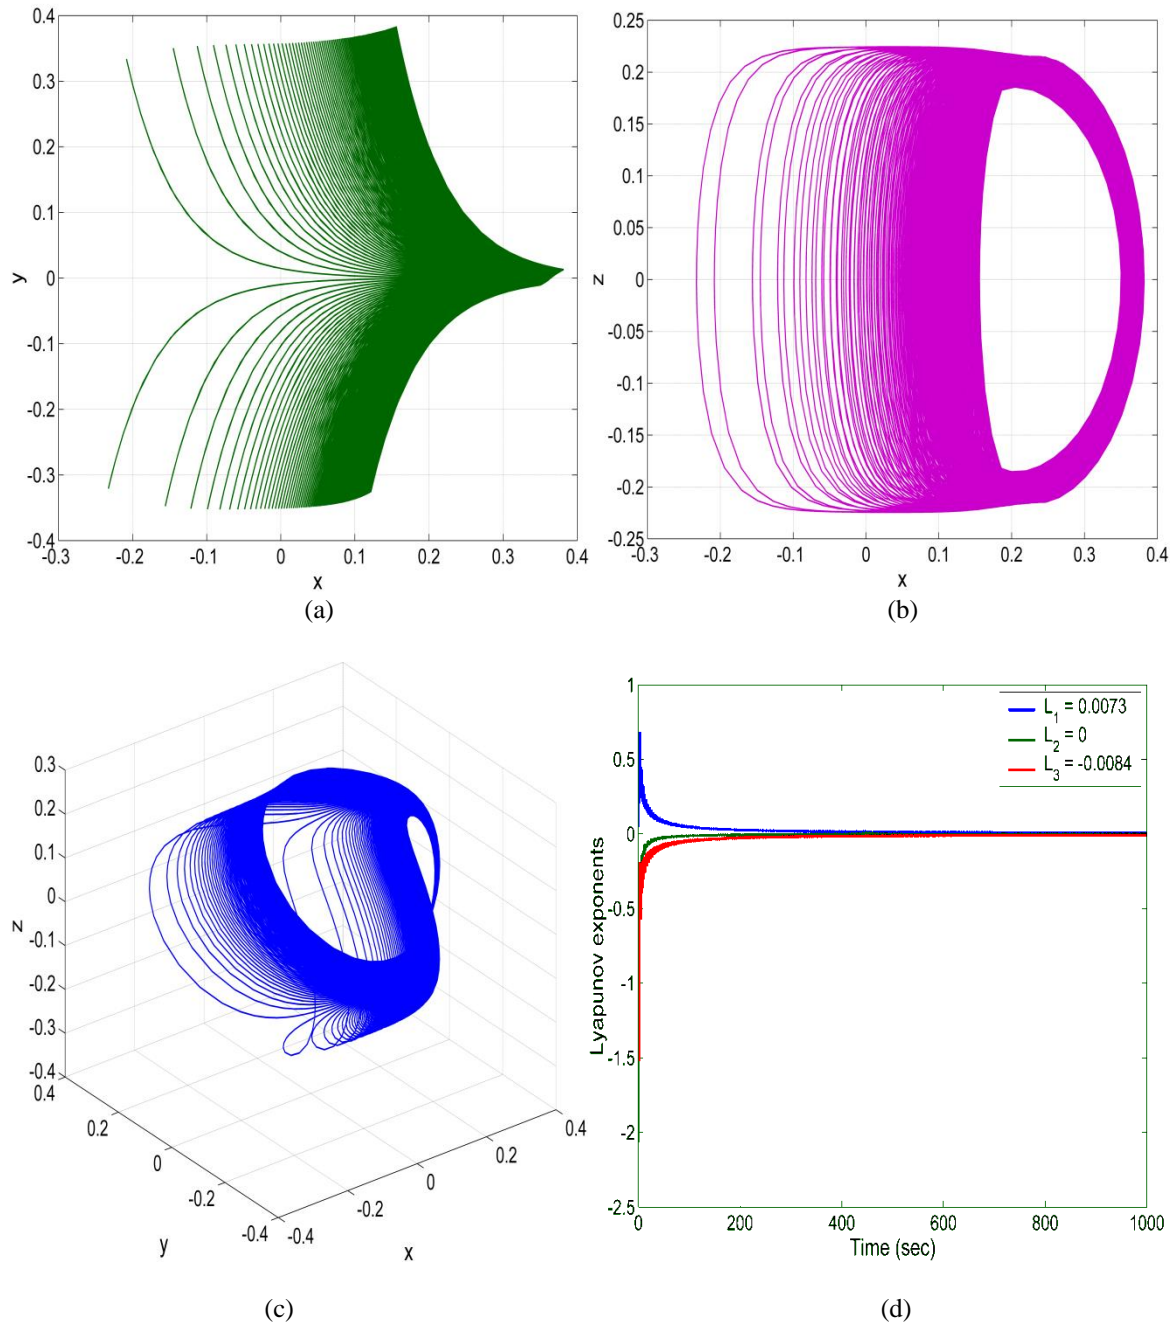 0.4
0.3
0.2
0.1
0
-0.1
-0.2
-0.3
-0.4
y
-0.3 -0.2 -0.1 0 0.1 0.2 0.3 0.4
x
(a)
0.25
0.2
0.15
0.1
0.05
0
-0.05
-0.1
-0.15
-0.2
-0.25
z
-0.3 -0.2 -0.1 0 0.1 0.2 0.3 0.4
x
(b)
0.3
0.2
0.1
0
-0.1
-0.2
-0.3
-0.4
z
0.4
0.2
0
-0.2
-0.4
y
-0.4
-0.2
0
0.2
0.4
x
(c)
1
0.5
0
-0.5
-1
-1.5
-2
-2.5
Lyapunov exponents
L1 = 0.0073
L2 = 0
L3 = -0.0084
0 200 400 600 800 1000
Time (sec)
(d)